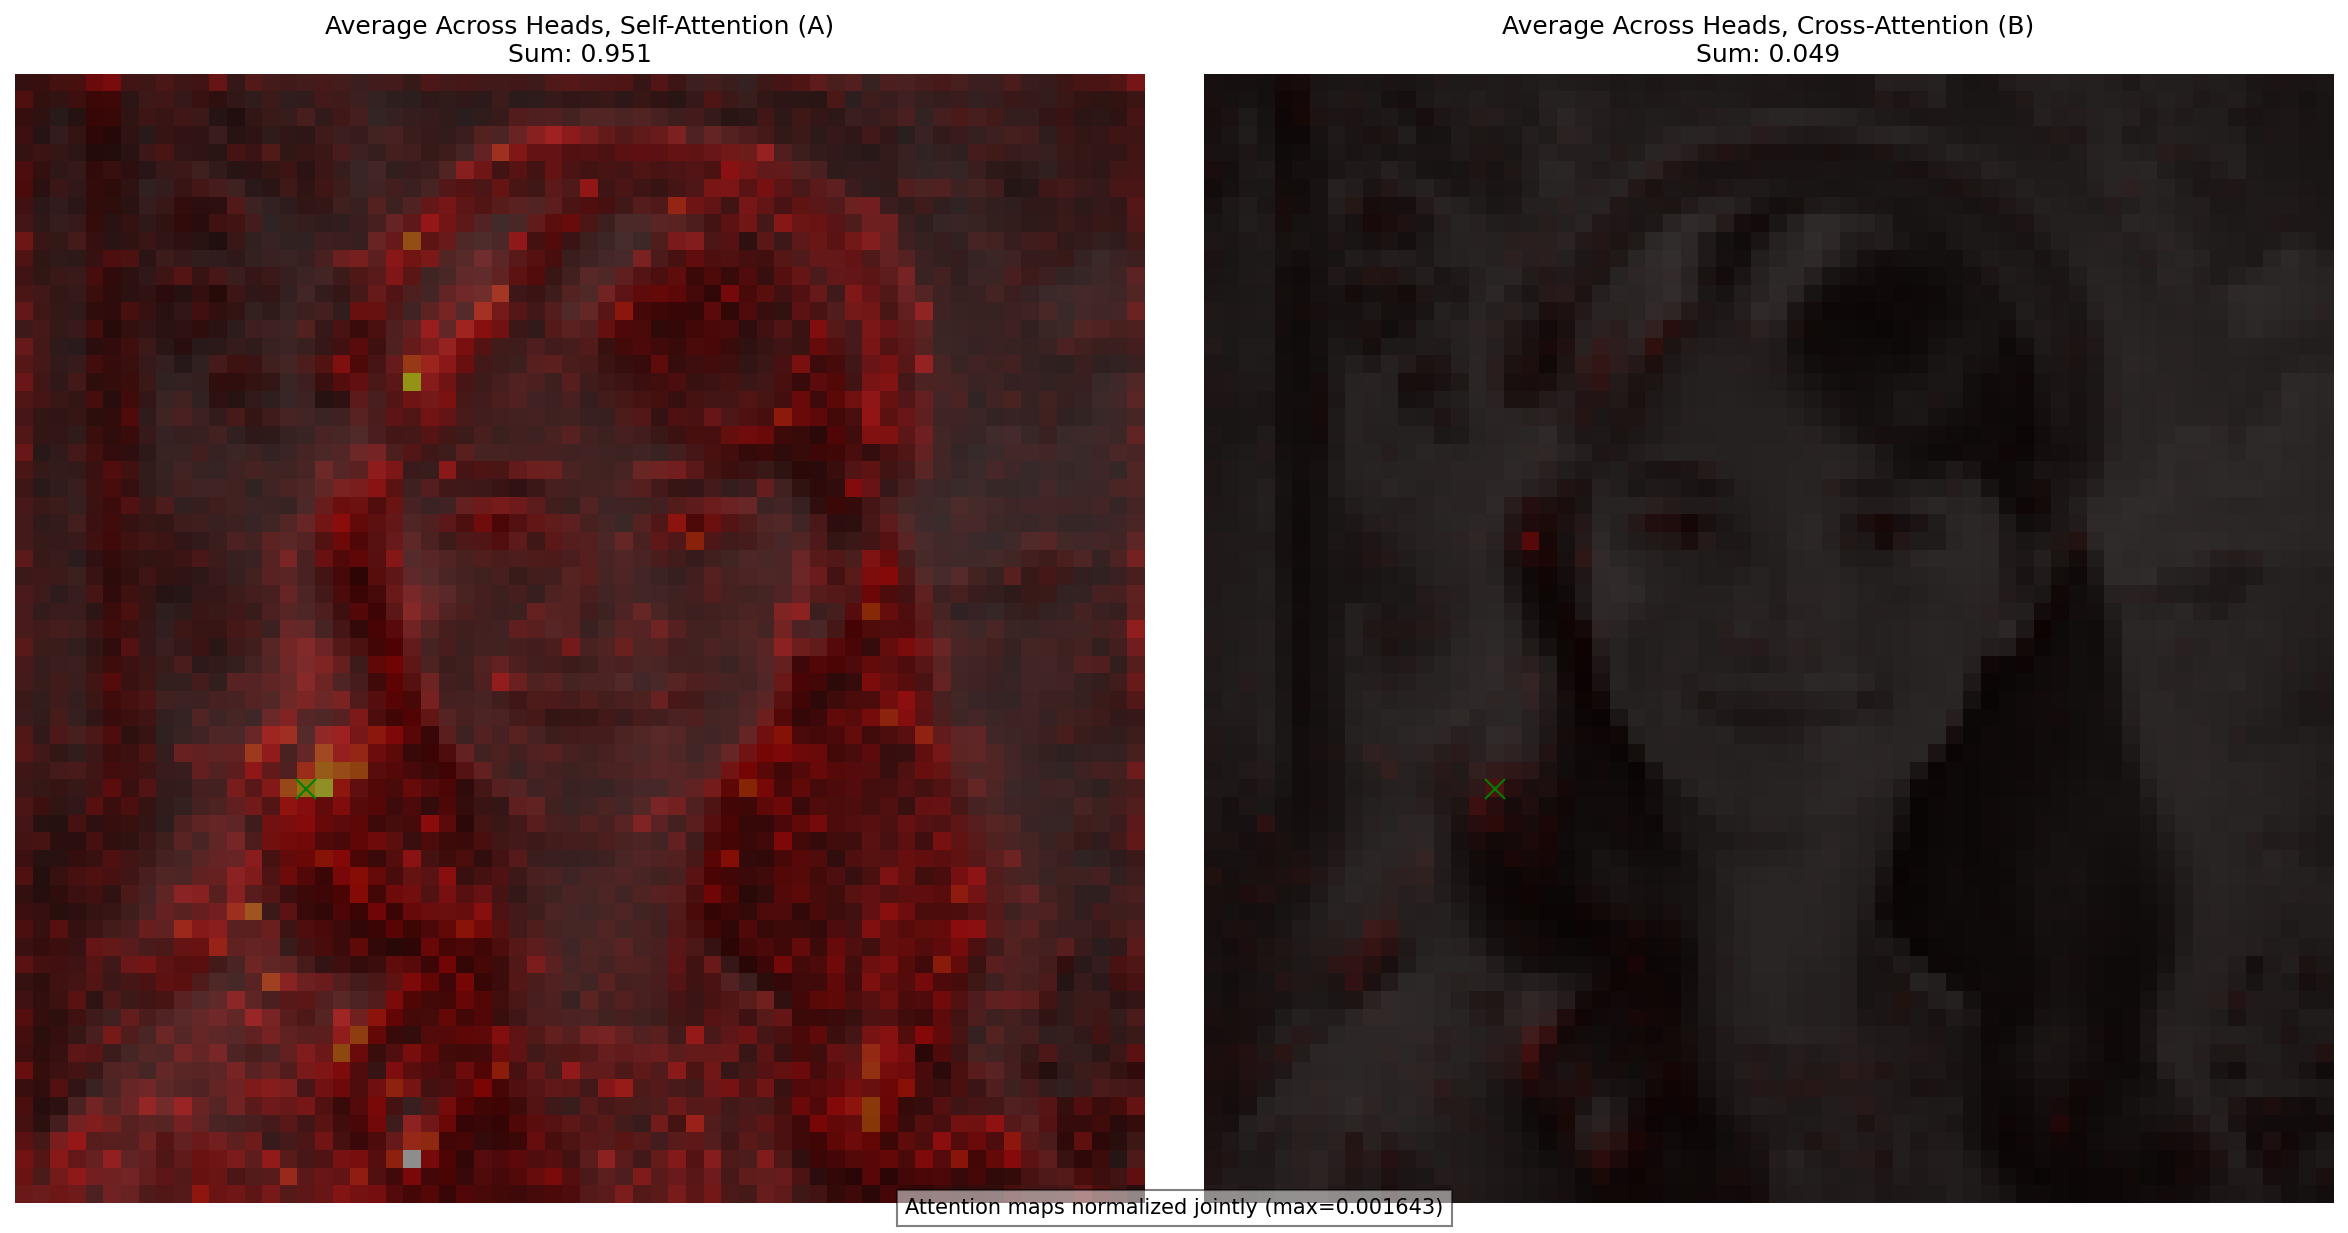 Average Across Heads, Self-Attention (A)
Sum: 0.951
Average Across Heads, Cross-Attention (B)
Sum: 0.049
Attention maps normalized jointly (max=0.001643)